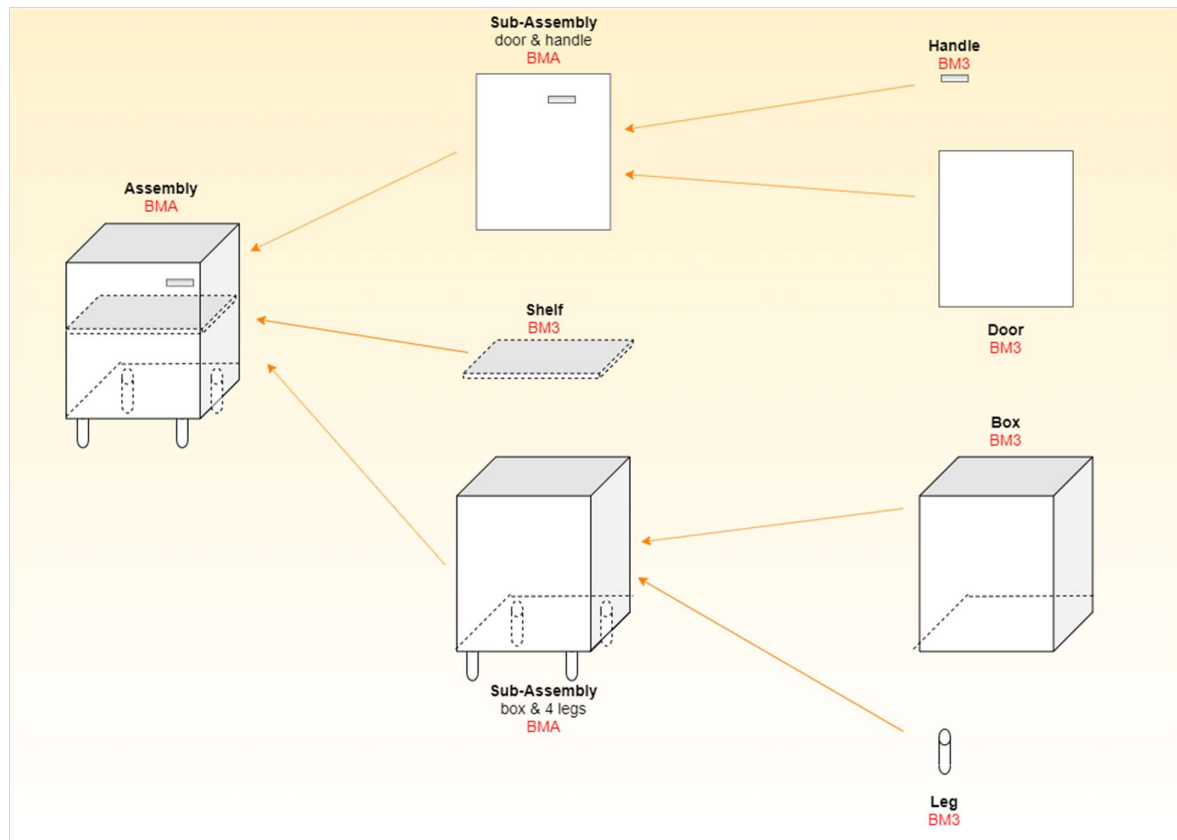 Sub-Assembly
door & handle
BMA
Handle
BM3
Assembly
BMA
Shelf
BM3
Door
BM3
Box
BM3
Sub-Assembly
box & 4 legs
BMA
Leg
BM3